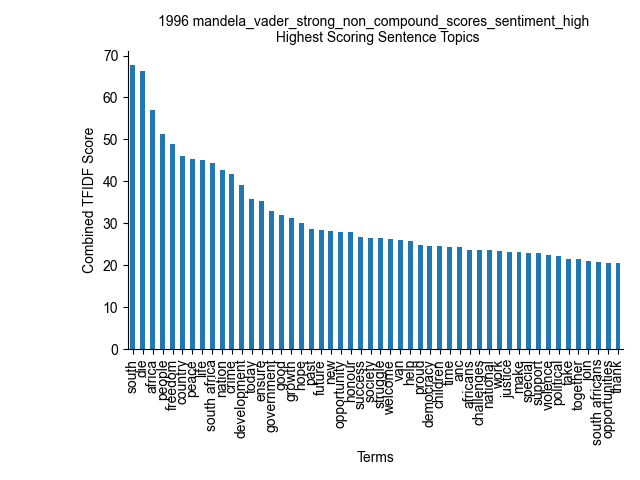 1996 mandela_vader_strong_non_compound_scores_sentiment_high
Highest Scoring Sentence Topics
Combined TFIDF Score
70
60
50
40
30
20
10
0
south
die
africa
people
freedom
country
peace
life
south africa
nation
crime
development
today
ensure
government
good
growth
hope
past
future
new
opportunity
honour
success
society
struggle
welcome
van
help
proud
democracy
children
time
anc
africans
challenges
national
work
justice
make
special
support
violence
political
take
together
join
south africans
opportunities
thank
Terms